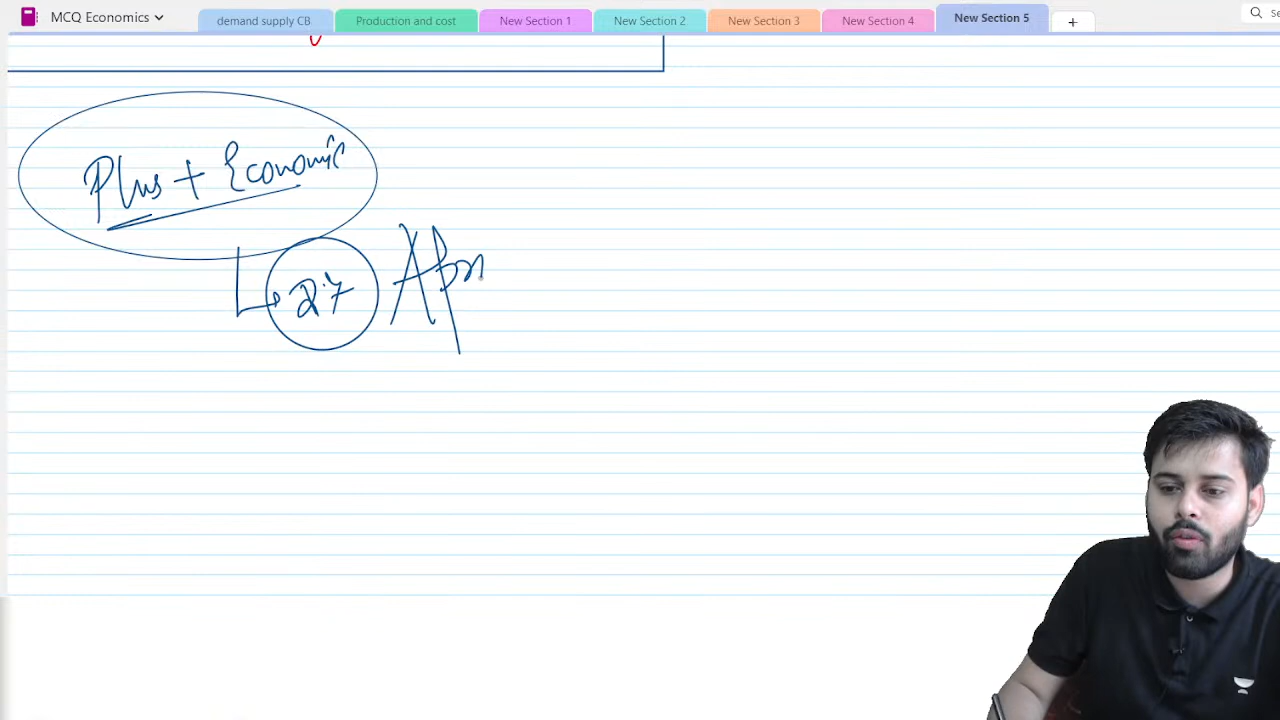 MCQ Economics
demand supply CB
Production and cost
New Section 1
New Section 2
New Section 3
New Section 4
New Section 5
+
Se
Plus + Economic
27 Apr